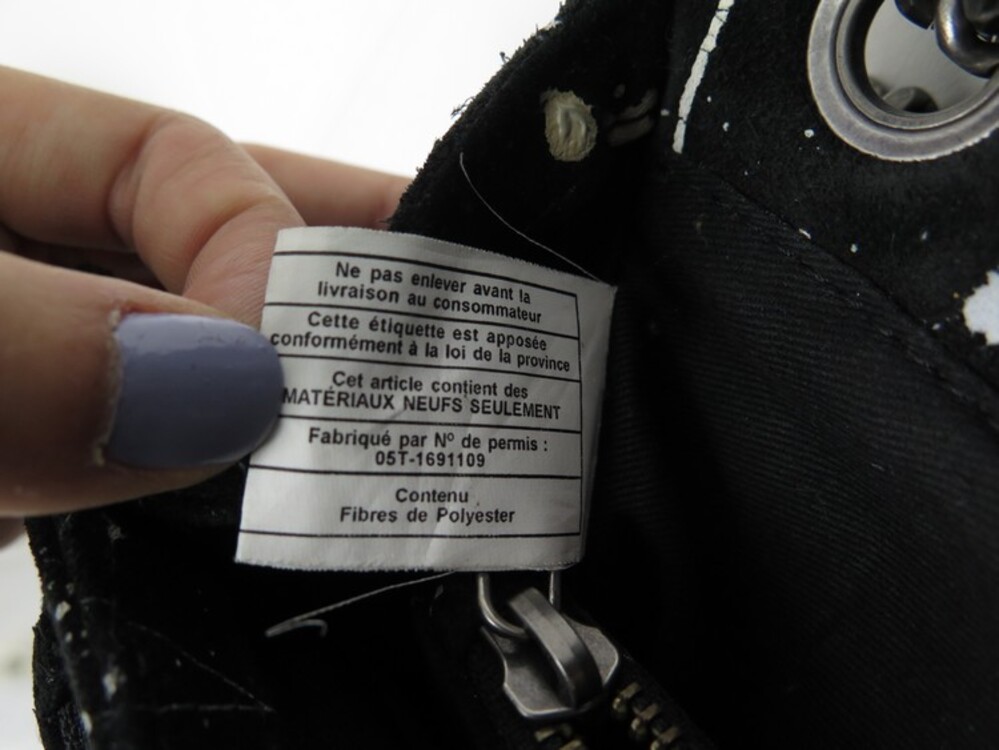 Ne pas enlever avant la
livraison au consommateur
Cette étiquette est apposée
conformément à la loi de la province
Cet article contient des
MATÉRIAUX NEUFS SEULEMENT
Fabriqué par Nº de permis :
05T-1691109
Contenu
Fibres de Polyester